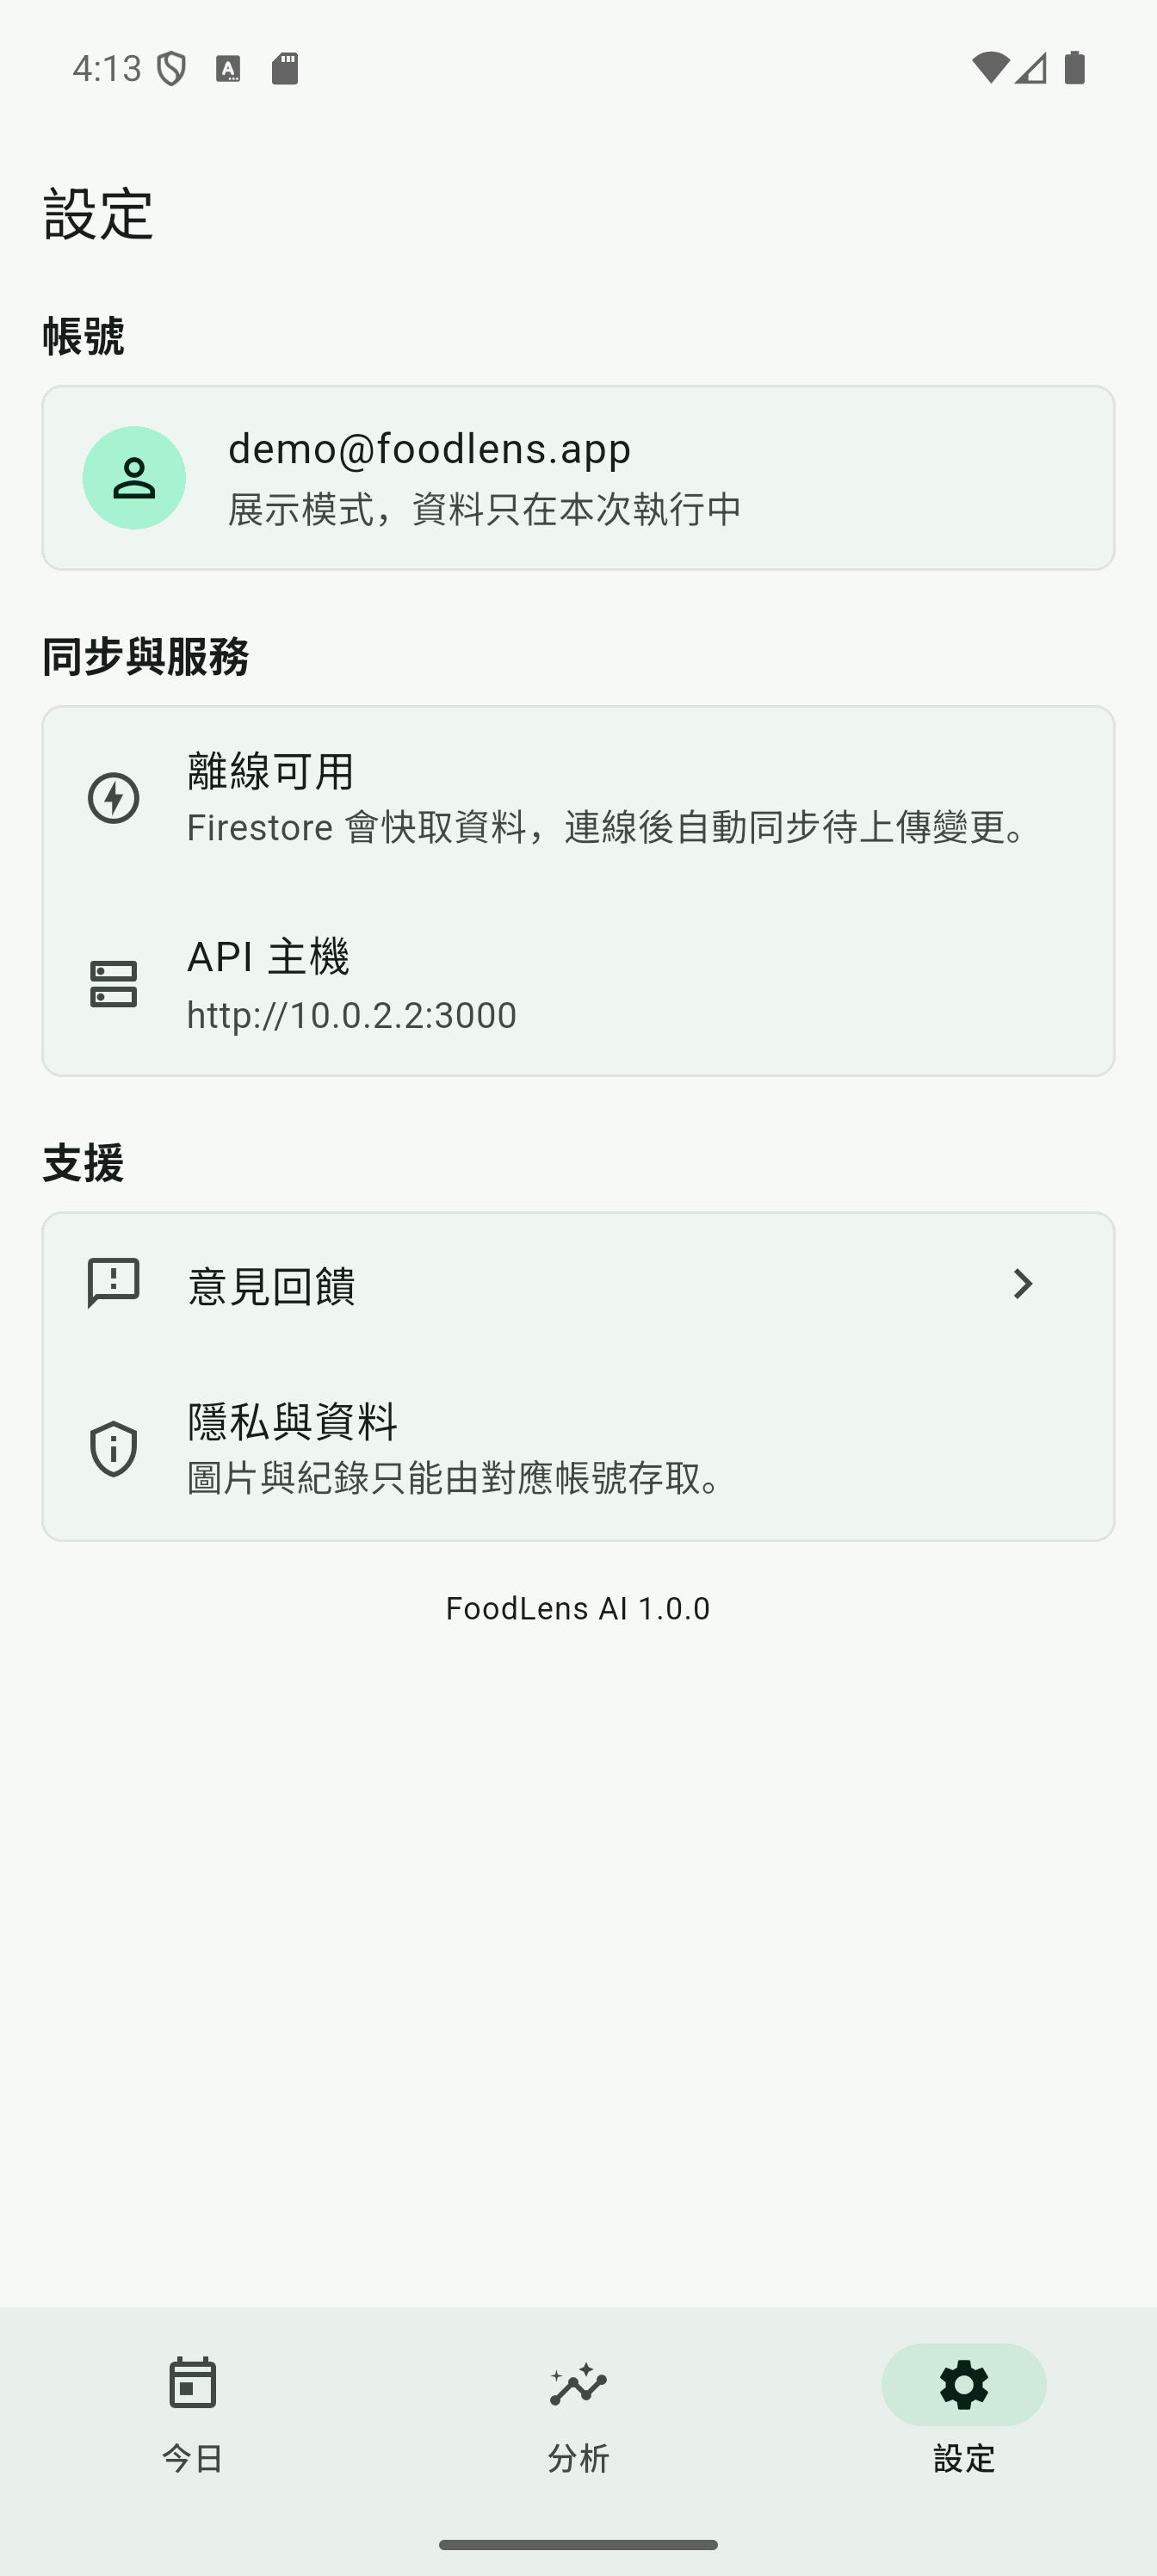 4:13
設定
帳號
demo@foodlens.app
展示模式，資料只在本次執行中
同步與服務
離線可用
Firestore 會快取資料，連線後自動同步待上傳變更。
API 主機
http://10.0.2.2:3000
支援
意見回饋
隱私與資料
圖片與紀錄只能由對應帳號存取。
FoodLens AI 1.0.0
今日
分析
設定